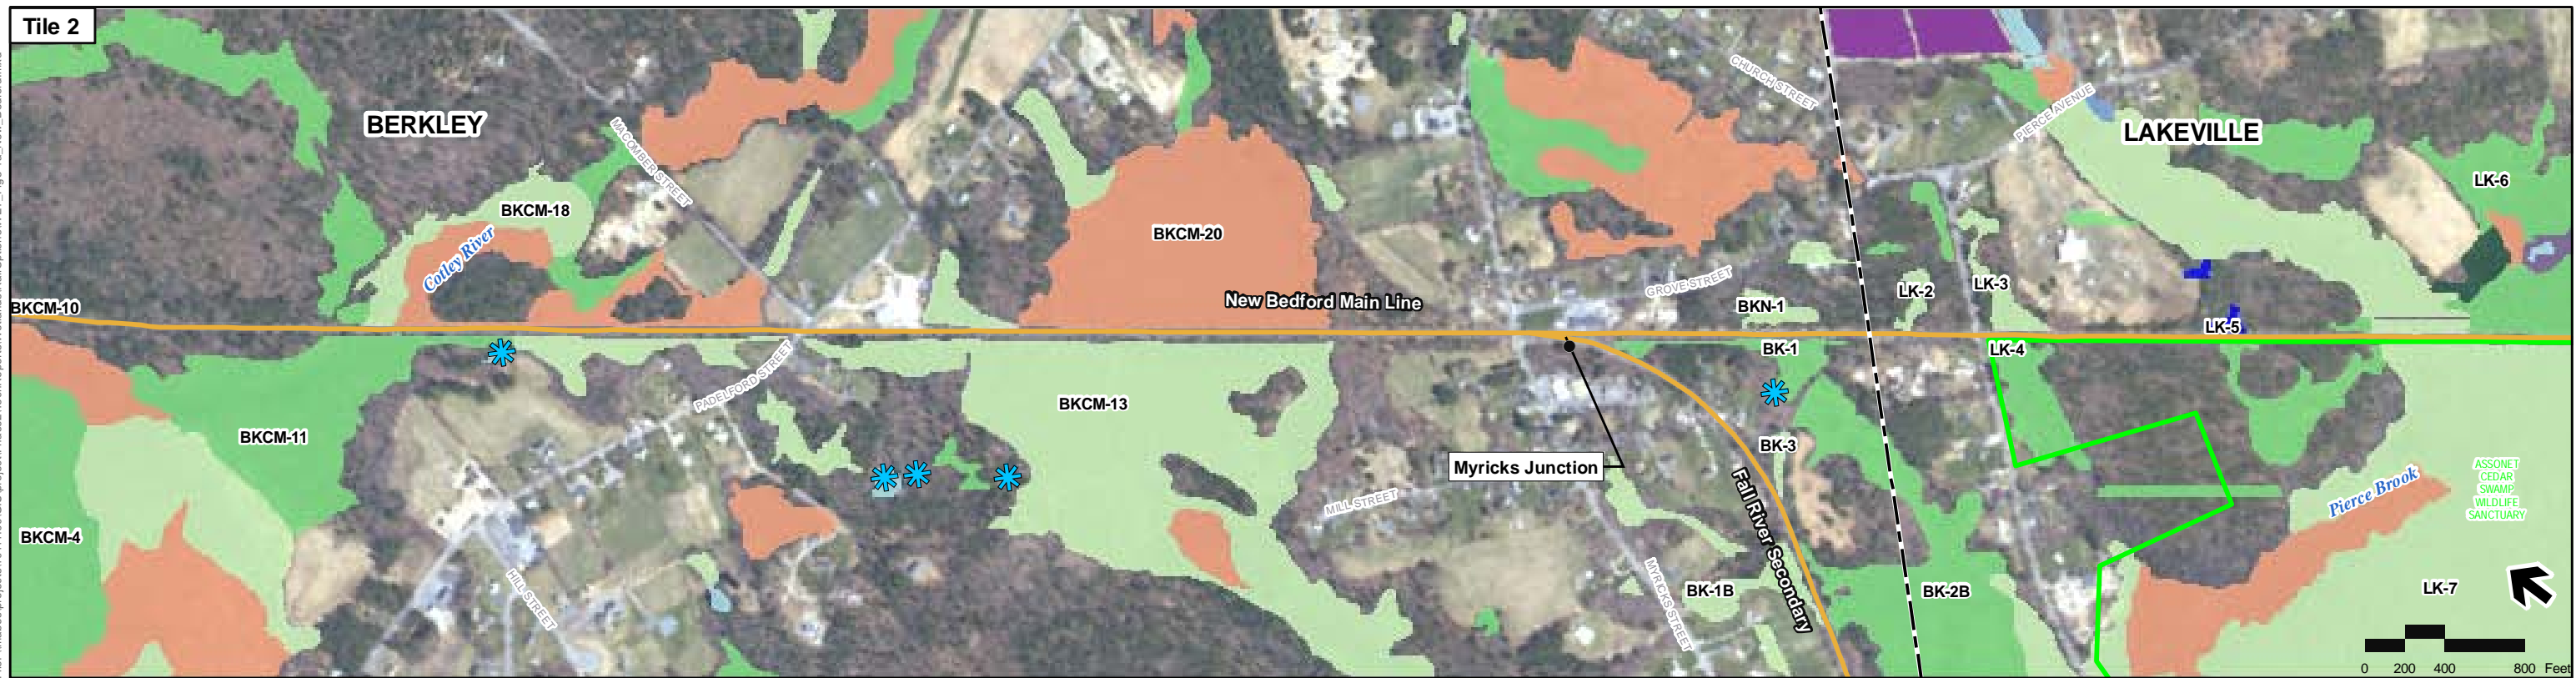 Tile 2
BERKLEY
LAKEVILLE
CHURCH STREET
PIERCE AVENUE
MACOMBER STREET
BKCM-18
LK-6
Cotley River
BKCM-20
BKCM-10
New Bedford Main Line
GROVE STREET
BKN-1
LK-2
LK-3
LK-5
BK-1
LK-4
PADELFORD STREET
BKCM-13
BKCM-11
BK-3
Myricks Junction
MILL STREET
Fall River Secondary
Pierce Brook
ASSONET
CEDAR
SWAMP
WILDLIFE
SANCTUARY
BKCM-4
HILL STREET
MYRICKS STREET
BK-1B
BK-2B
LK-7
0 200 400 800 Feet